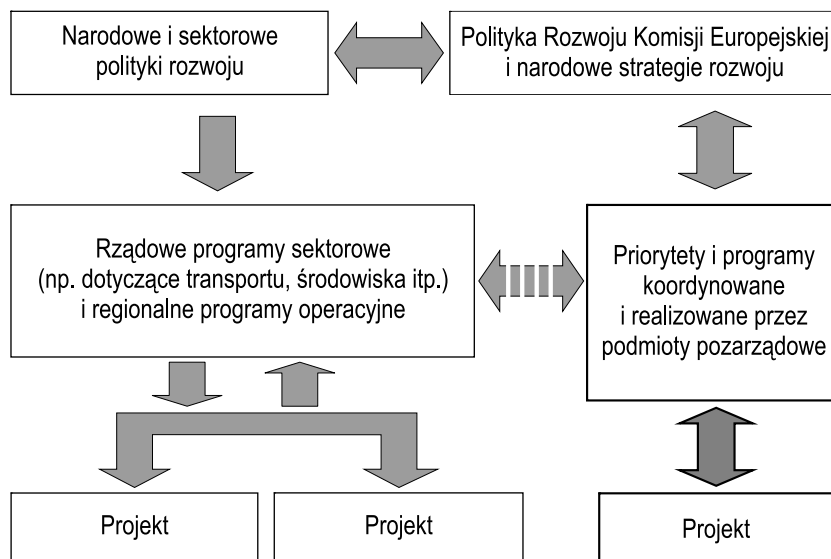 Narodowe i sektorowe
polityki rozwoju
Polityka Rozwoju Komisji Europejskiej
i narodowe strategie rozwoju
Rządowe programy sektorowe
(np. dotyczące transportu, środowiska itp.)
i regionalne programy operacyjne
Priorytety i programy
koordynowane
i realizowane przez
podmioty pozarządowe
Projekt
Projekt
Projekt